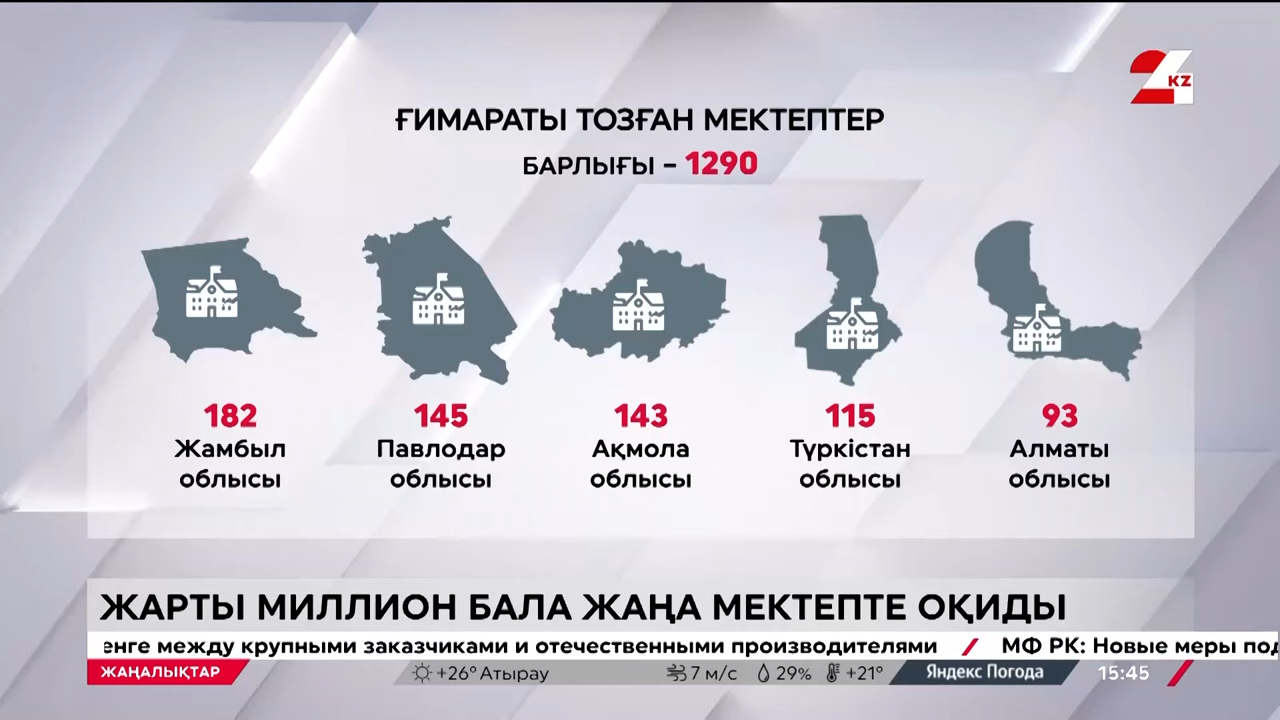 24 KZ
ҒИМАРАТЫ ТОЗҒАН МЕКТЕПТЕР
БАРЛЫҒЫ – 1290
182
Жамбыл
облысы
145
Павлодар
облысы
143
Ақмола
облысы
115
Түркістан
облысы
93
Алматы
облысы
ЖАРТЫ МИЛЛИОН БАЛА ЖАҢА МЕКТЕПТЕ ОҚИДЫ
енге между крупными заказчиками и отечественными производителями / МФ РК: Новые меры под
ЖАҢАЛЫҚТАР +26° Атырау 7 м/с 29% +21° Яндекс Погода 15:45